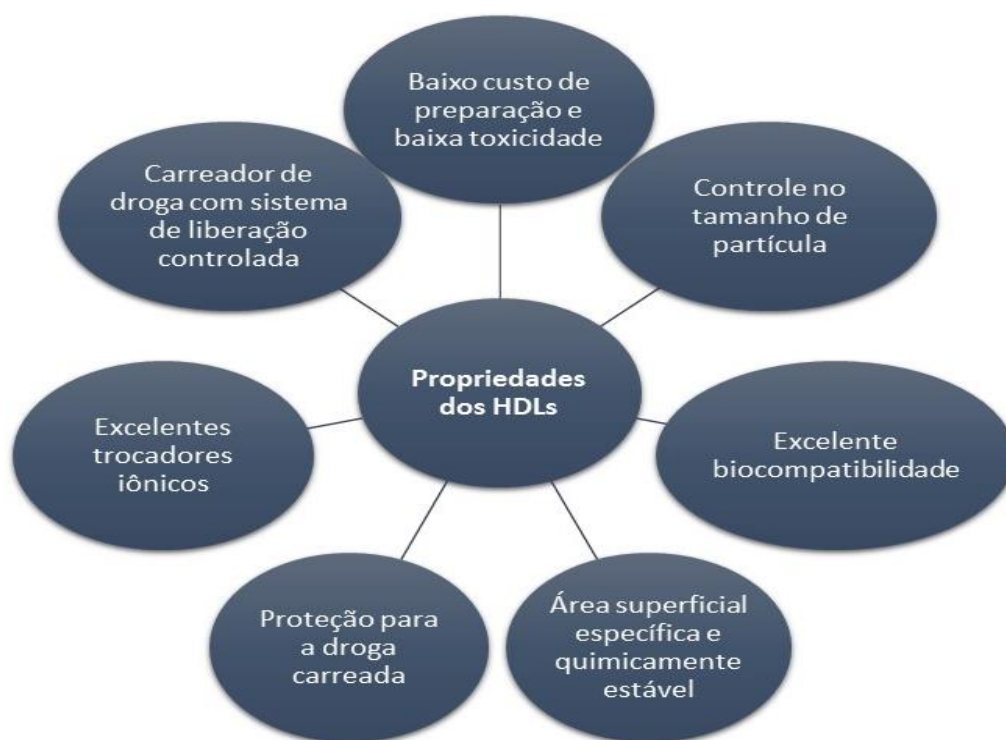 Baixo custo de
preparação e
baixa toxicidade
Carreador de
droga com sistema
de liberação
controlada
Controle no
tamanho de
partícula
Propriedades
dos HDLs
Excelentes
trocadores
iônicos
Excelente
biocompatibilidade
Proteção para
a droga
carreada
Área superficial
específica e
quimicamente
estável